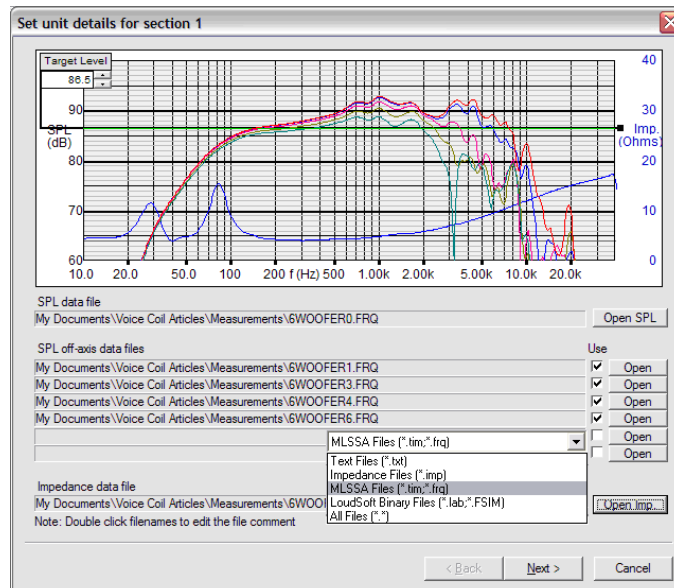 Set unit details for section 1
Target Level
86.5
40
90
30
SPL
(dB)
Imp.
(Ohms)
80
20
70
10
60
0
10.0 20.0 50.0 100 200 f (Hz) 500 1.00k 2.00k 5.00k 10.0k 20.0k
SPL data file
My Documents\Voice Coil Articles\Measurements\6WOOFER0.FRQ
Open SPL
SPL off-axis data files
Use
My Documents\Voice Coil Articles\Measurements\6WOOFER1.FRQ
Open
My Documents\Voice Coil Articles\Measurements\6WOOFER3.FRQ
Open
My Documents\Voice Coil Articles\Measurements\6WOOFER4.FRQ
Open
My Documents\Voice Coil Articles\Measurements\6WOOFER6.FRQ
Open
MLSSA Files (*.tim;*.frq)
Open
Open
Text Files (*.txt)
Impedance Files (*.imp)
MLSSA Files (*.tim;*.frq)
LoudSoft Binary Files (*.lab;*.FSIM)
All Files (*.*)
Impedance data file
My Documents\Voice Coil Articles\Measurements\6WOOF
Open Imp.
Note: Double click filenames to edit the file comment
< Back
Next >
Cancel